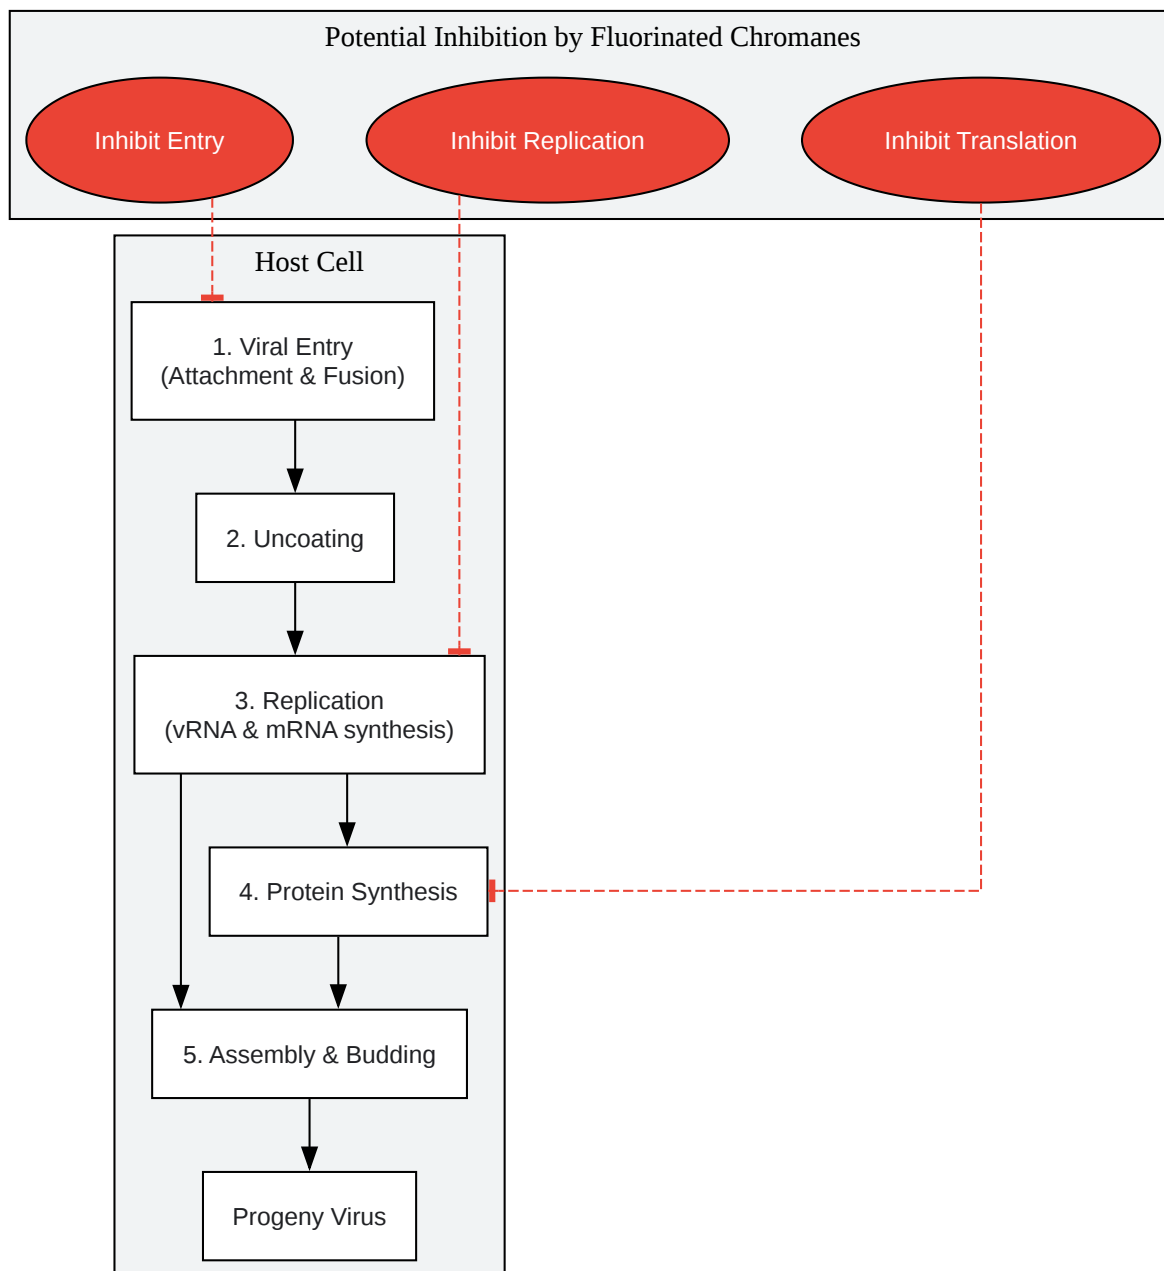 Potential Inhibition by Fluorinated Chromanes
Inhibit Entry
Inhibit Replication
Inhibit Translation
Host Cell
1. Viral Entry
(Attachment & Fusion)
2. Uncoating
3. Replication
(vRNA & mRNA synthesis)
4. Protein Synthesis
5. Assembly & Budding
Progeny Virus